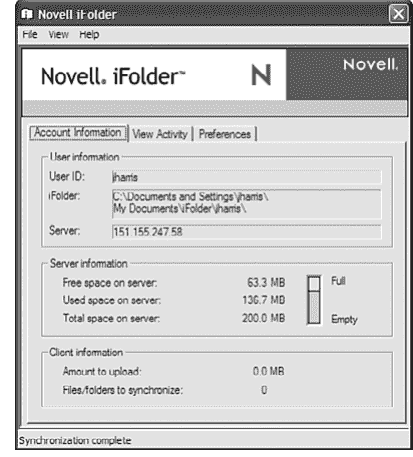 Novell iFolder
File View Help
Novell. iFolder™ N Novell.
Account Information View Activity Preferences
User information
User ID: jharris
iFolder: C:\Documents and Settings\jharris\
My Documents\iFolder\jharris\
Server: 151.155.247.58
Server information
Free space on server: 63.3 MB Full
Used space on server: 136.7 MB
Total space on server: 200.0 MB Empty
Client information
Amount to upload: 0.0 MB
Files/folders to synchronize: 0
Synchronization complete